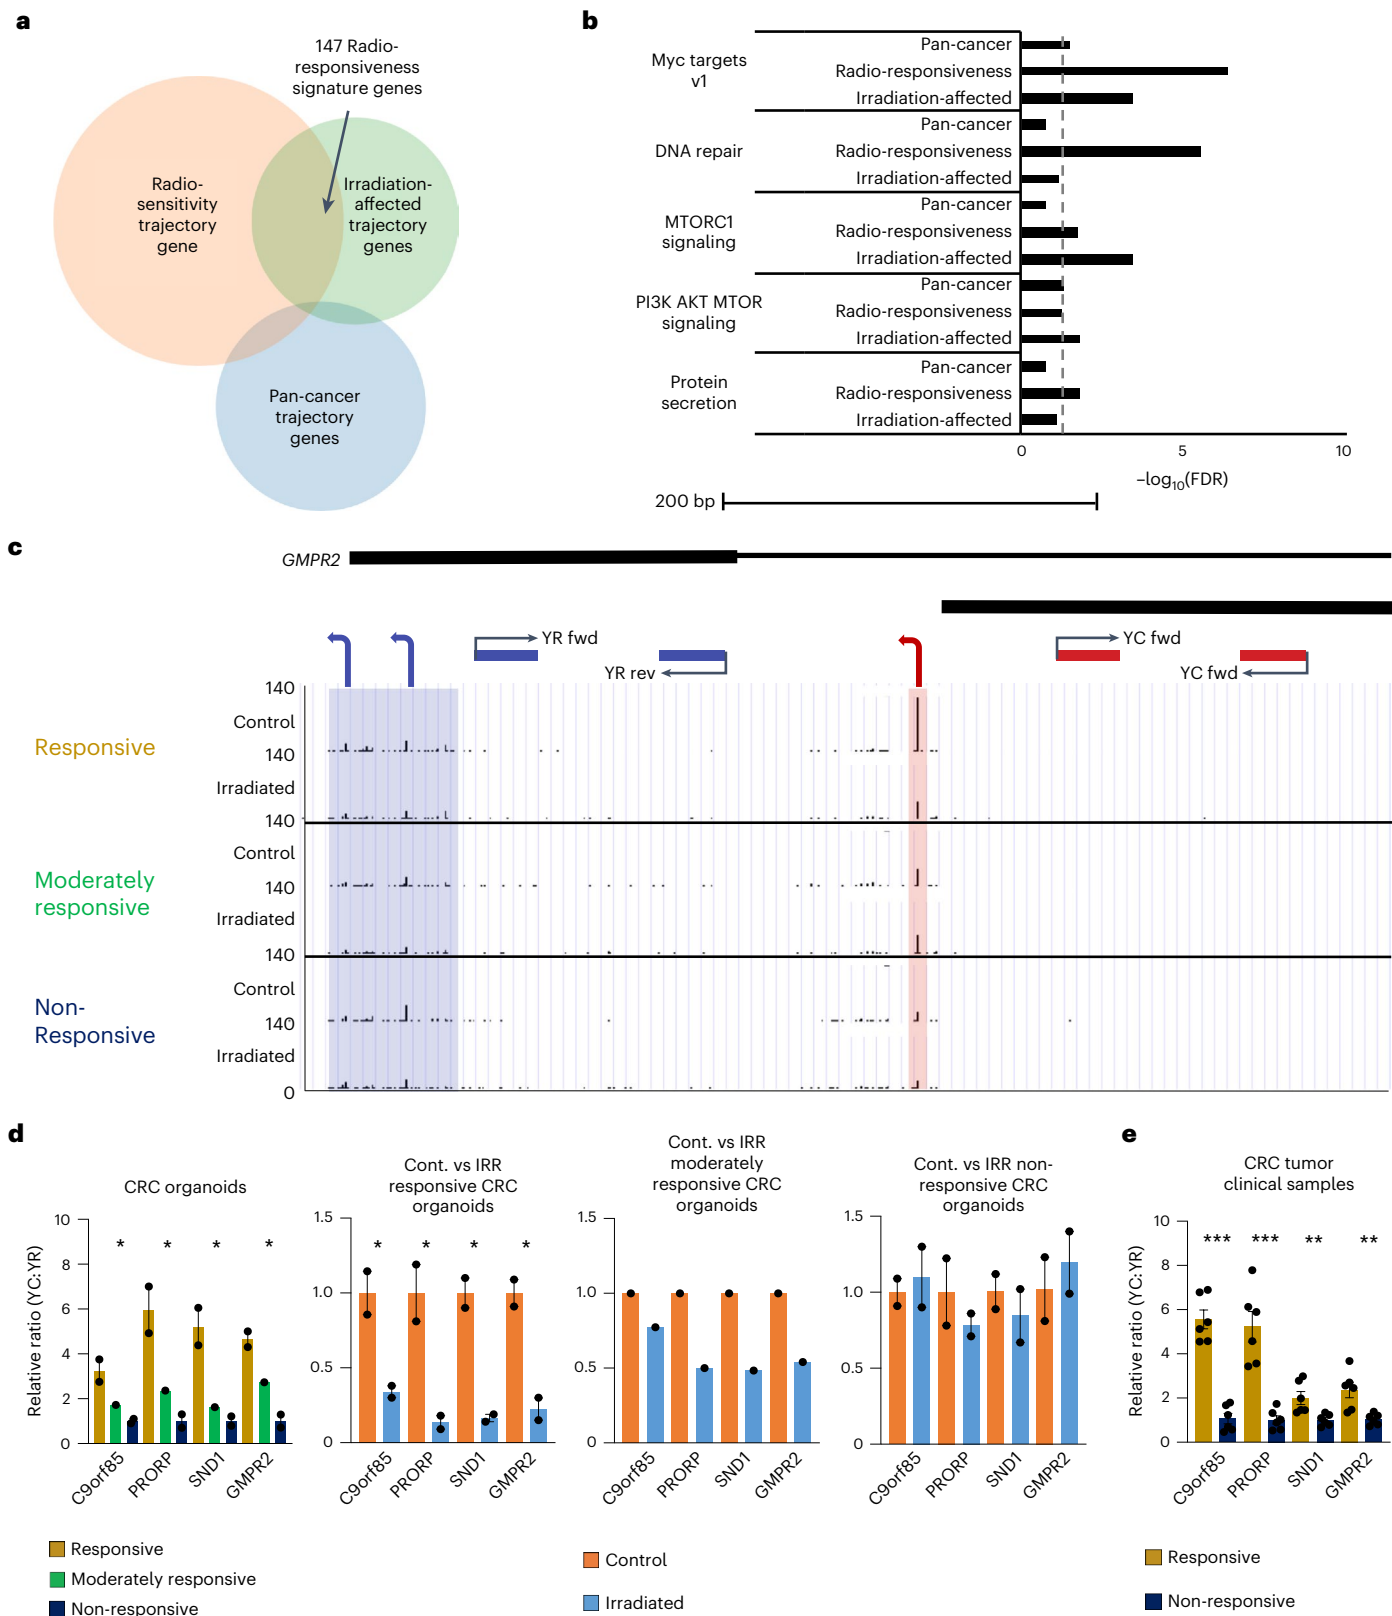 a
147 Radio-
responsiveness
signature genes
Radio-
sensitivity
trajectory
gene
Irradiation-
affected
trajectory
genes
Pan-cancer
trajectory
genes
b
Myc targets
v1
Pan-cancer
Radio-responsiveness
Irradiation-affected
DNA repair
Pan-cancer
Radio-responsiveness
Irradiation-affected
MTORC1
signaling
Pan-cancer
Radio-responsiveness
Irradiation-affected
PI3K AKT MTOR
signaling
Pan-cancer
Radio-responsiveness
Irradiation-affected
Protein
secretion
Pan-cancer
Radio-responsiveness
Irradiation-affected
0 5 10
–log10(FDR)
200 bp
c
GMPR2
YR fwd
YR rev
YC fwd
YC fwd
Responsive
140
Control
140
Irradiated
140
Moderately
responsive
Control
140
Irradiated
140
Non-
Responsive
Control
140
Irradiated
0
d
CRC organoids
Relative ratio (YC:YR)
10
8
6
4
2
0
* * * *
C9orf85 PRORP SND1 GMPR2
Cont. vs IRR
responsive CRC
organoids
1.5
1.0
0.5
0
* * * *
C9orf85 PRORP SND1 GMPR2
Cont. vs IRR
moderately
responsive CRC
organoids
1.5
1.0
0.5
0
C9orf85 PRORP SND1 GMPR2
Cont. vs IRR non-
responsive CRC
organoids
1.5
1.0
0.5
0
C9orf85 PRORP SND1 GMPR2
e
CRC tumor
clinical samples
Relative ratio (YC:YR)
10
8
6
4
2
0
*** *** ** **
C9orf85 PRORP SND1 GMPR2
Responsive
Moderately responsive
Non-responsive
Control
Irradiated
Responsive
Non-responsive